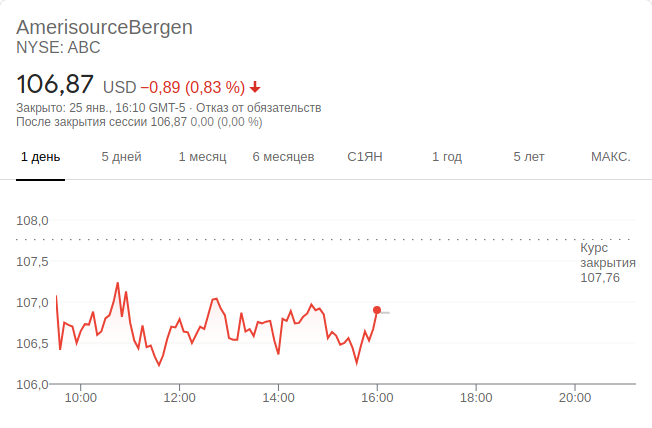 AmerisourceBergen
NYSE: ABC
106,87 USD −0,89 (0,83 %)
Закрыто: 25 янв., 16:10 GMT-5 · Отказ от обязательств
После закрытия сессии 106,87 0,00 (0,00 %)
1 день 5 дней 1 месяц 6 месяцев С1ЯН 1 год 5 лет МАКС.
108,0
Курс
закрытия
107,76
107,5
107,0
106,5
106,0
10:00 12:00 14:00 16:00 18:00 20:00